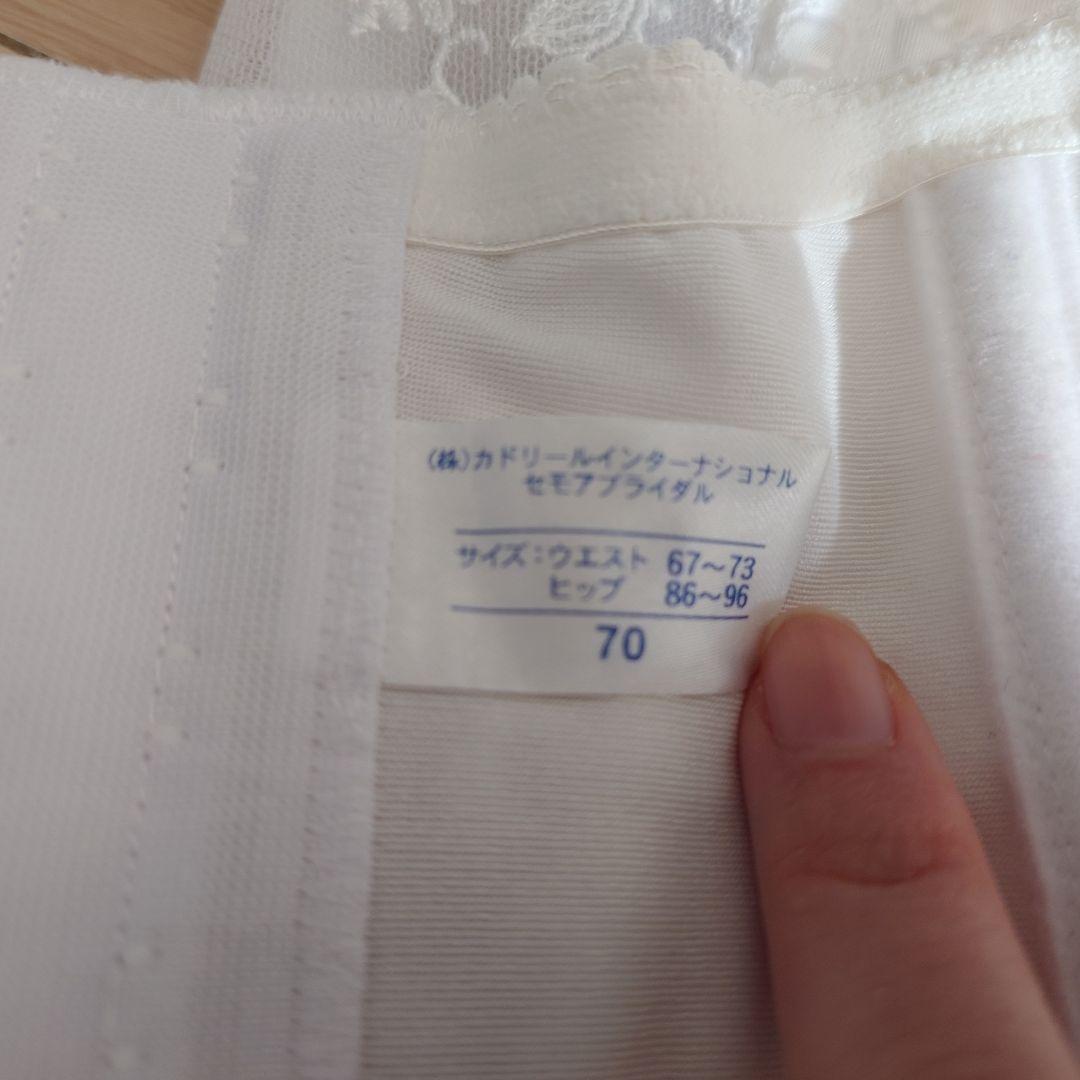 (株)カドリールインターナショナル
セモアブライダル
サイズ:ウエスト 67〜73
ヒップ 86〜96
70